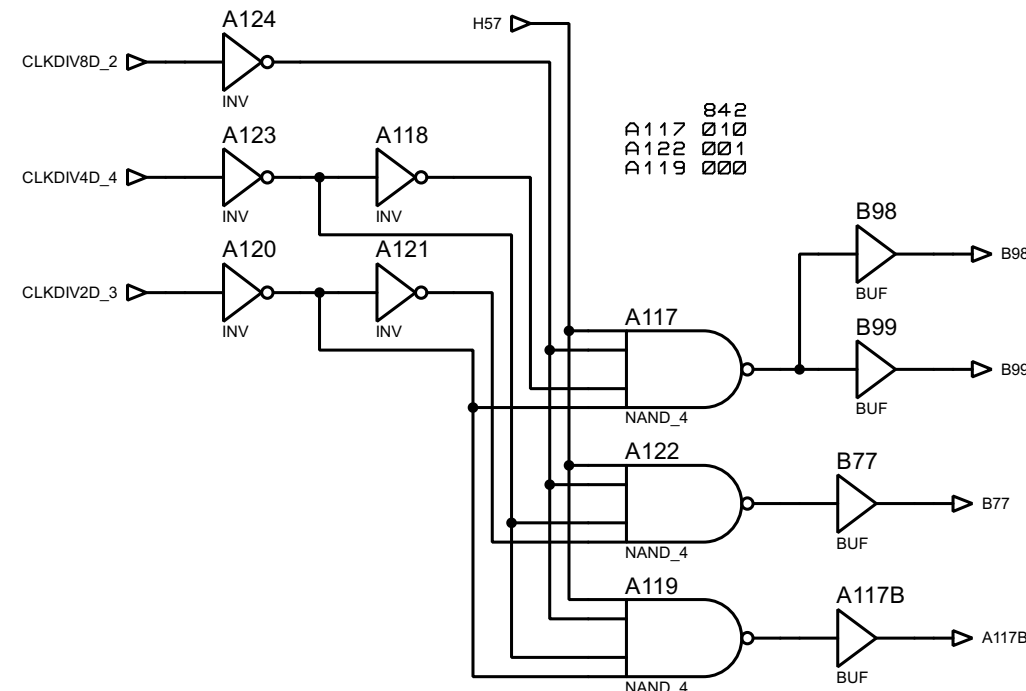 A124
H57
CLKDIV8D_2
INV
842
A117 010
A122 001
A119 000
A123
A118
CLKDIV4D_4
INV
INV
B98
B98
BUF
A120
A121
CLKDIV2D_3
INV
INV
A117
B99
B99
BUF
NAND_4
A122
B77
B77
BUF
NAND_4
A119
A117B
A117B
BUF
NAND_4